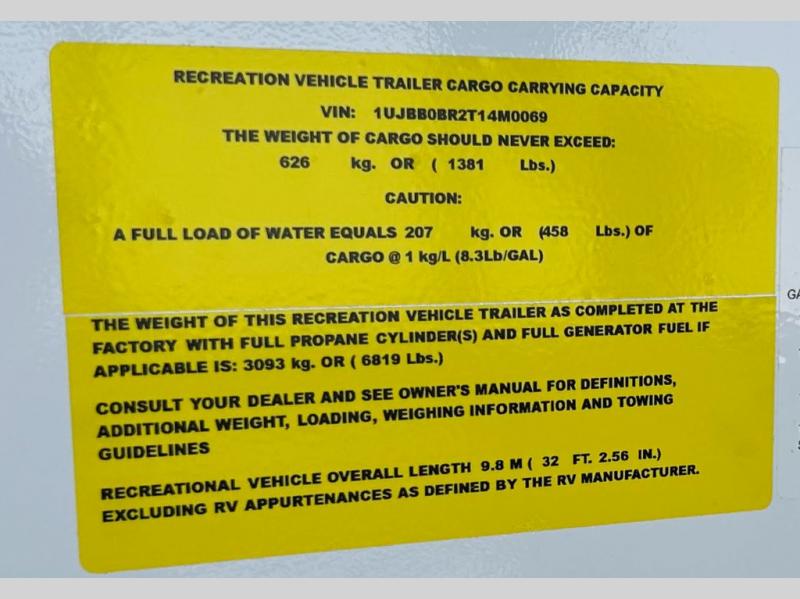 RECREATION VEHICLE TRAILER CARGO CARRYING CAPACITY
VIN: 1UJBB0BR2T14M0069
THE WEIGHT OF CARGO SHOULD NEVER EXCEED:
626 kg. OR ( 1381 Lbs.)
CAUTION:
A FULL LOAD OF WATER EQUALS 207 kg. OR (458 Lbs.) OF
CARGO @ 1 kg/L (8.3Lb/GAL)
THE WEIGHT OF THIS RECREATION VEHICLE TRAILER AS COMPLETED AT THE
FACTORY WITH FULL PROPANE CYLINDER(S) AND FULL GENERATOR FUEL IF
APPLICABLE IS: 3093 kg. OR ( 6819 Lbs.)
CONSULT YOUR DEALER AND SEE OWNER'S MANUAL FOR DEFINITIONS,
ADDITIONAL WEIGHT, LOADING, WEIGHING INFORMATION AND TOWING
GUIDELINES
RECREATIONAL VEHICLE OVERALL LENGTH 9.8 M ( 32 FT. 2.56 IN.)
EXCLUDING RV APPURTENANCES AS DEFINED BY THE RV MANUFACTURER.